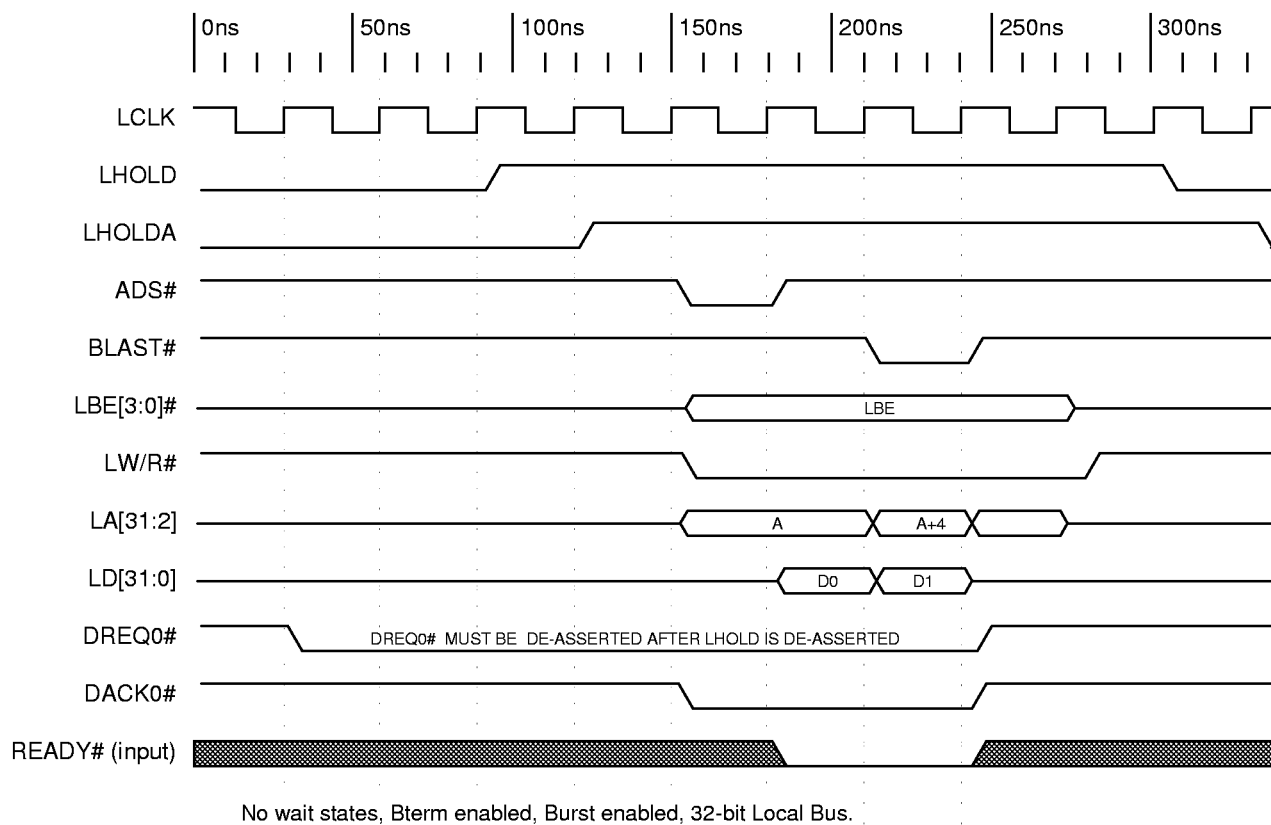 0ns 50ns 100ns 150ns 200ns 250ns 300ns
LCLK
LHOLD
LHOLDA
ADS#
BLAST#
LBE[3:0]# LBE
LW/R#
LA[31:2] A A+4
LD[31:0] D0 D1
DREQ0# DREQ0# MUST BE DE-ASSERTED AFTER LHOLD IS DE-ASSERTED
DACK0#
READY# (input)
No wait states, Bterm enabled, Burst enabled, 32-bit Local Bus.